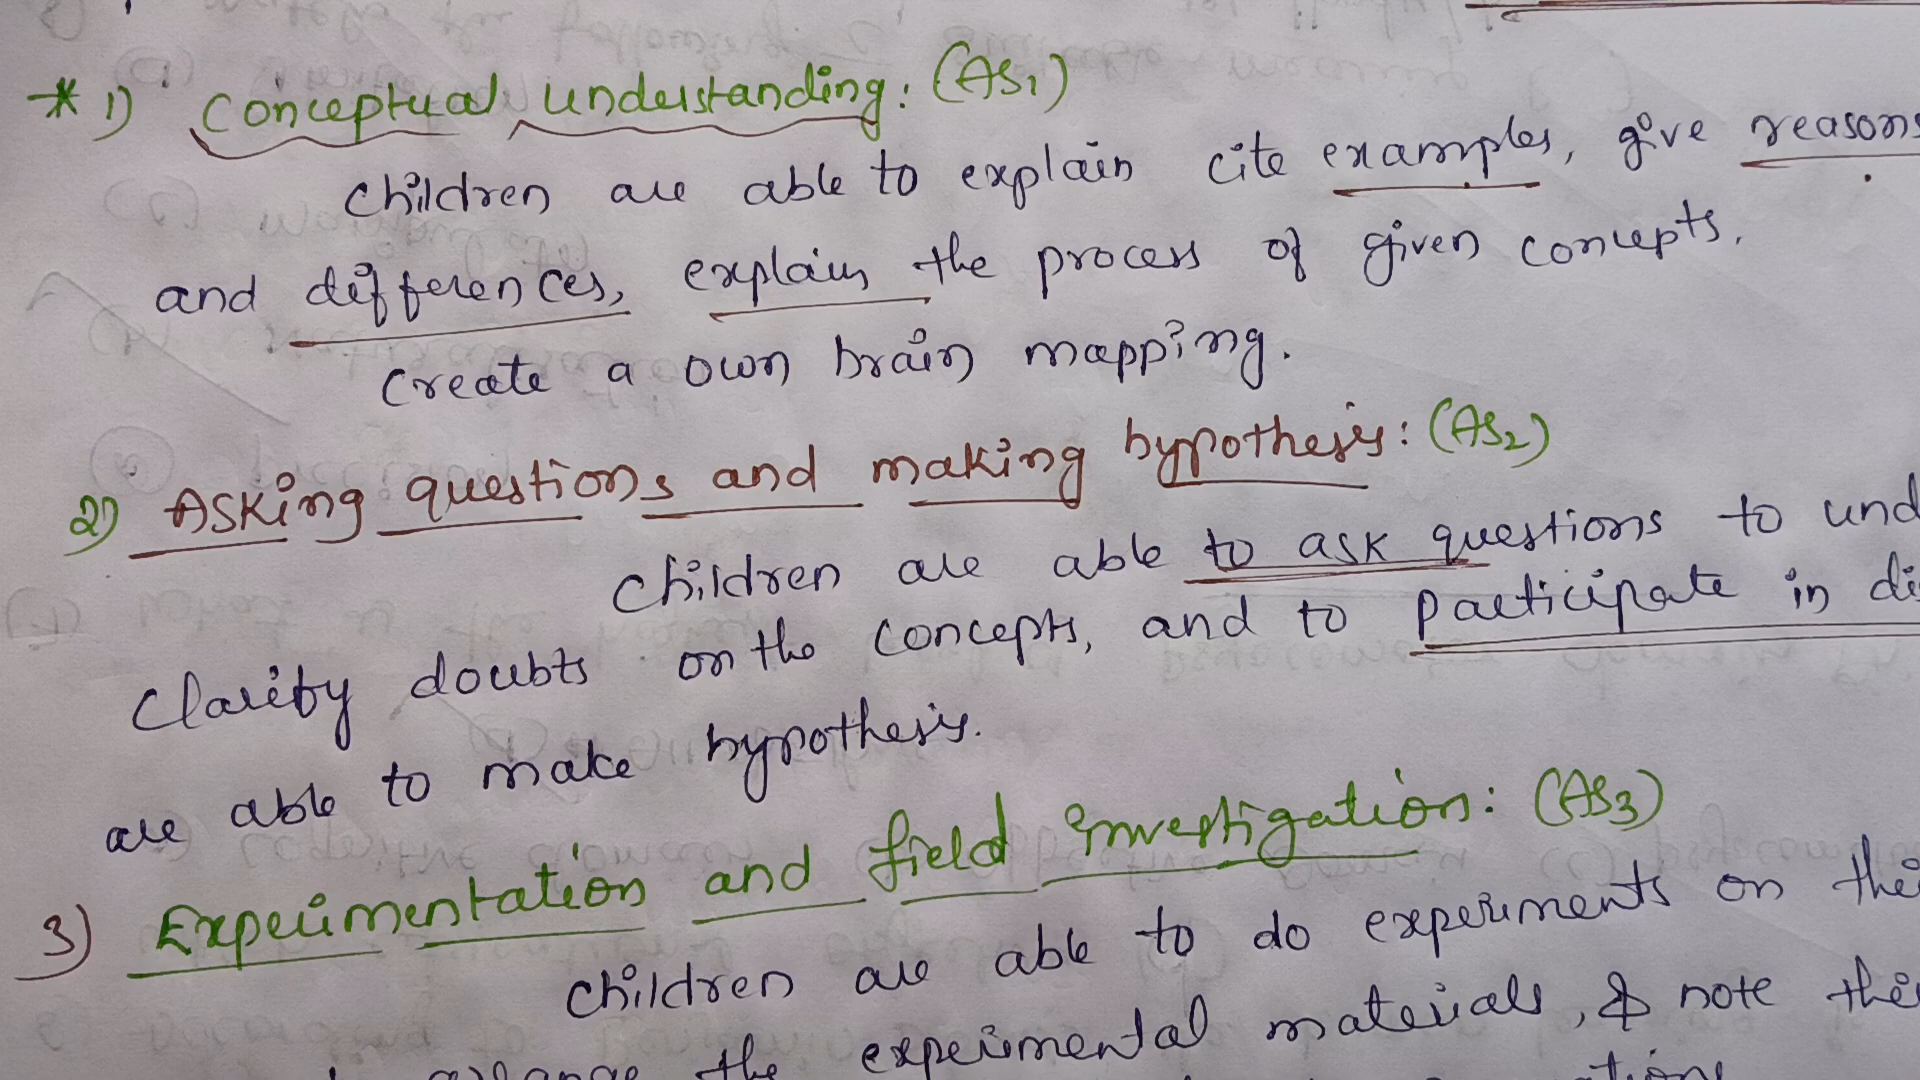 * 1) Conceptual understanding: (AS1)
children are able to explain cite examples, give reasons
and differences, explain the process of given concepts.
Create a own brain mapping.
2) Asking questions and making hypothesis: (AS2)
children are able to ask questions to und
Clarity doubts on the concepts, and to participate in di
are able to make hypothesis.
3) Experimentation and field investigation: (AS3)
children are able to do experiments on thei
arrange the experimental materials, & note thei